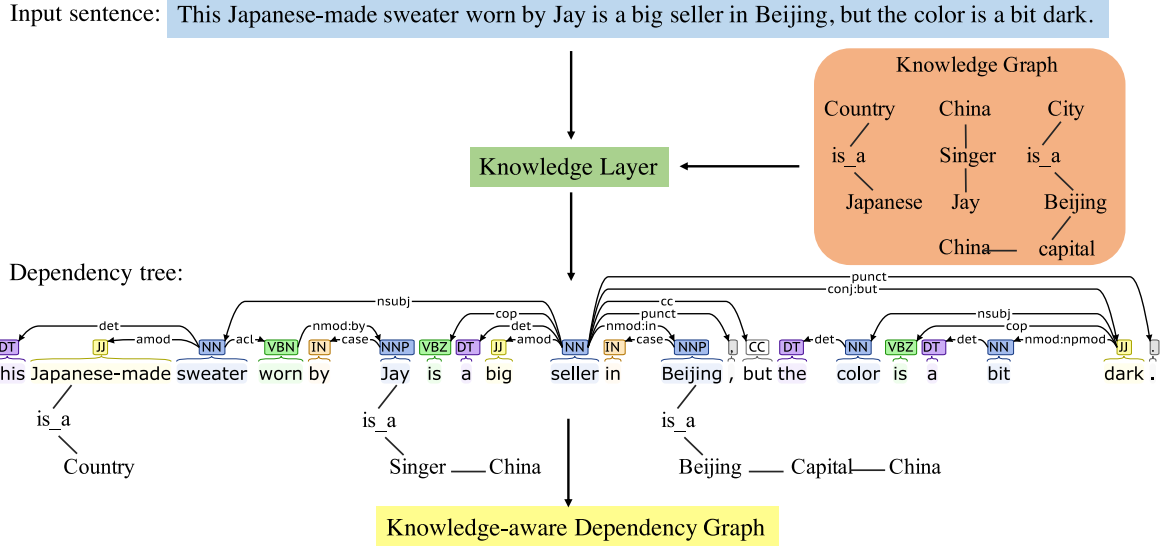 Input sentence: This Japanese-made sweater worn by Jay is a big seller in Beijing, but the color is a bit dark.
Knowledge Graph
Country China City
is_a Singer is_a
Japanese Jay Beijing
China capital
Knowledge Layer
Dependency tree:
punct
conj:but
nsubj cc nsubj
cop punct cop
det nmod:by det nmod:in
amod acl case amod case det det nmod:npmod
DT JJ NN VBN IN NNP VBZ DT JJ NN IN NNP , CC DT NN VBZ DT NN JJ .
his Japanese-made sweater worn by Jay is a big seller in Beijing , but the color is a bit dark .
is_a is_a is_a
Country Singer China Beijing Capital China
Knowledge-aware Dependency Graph